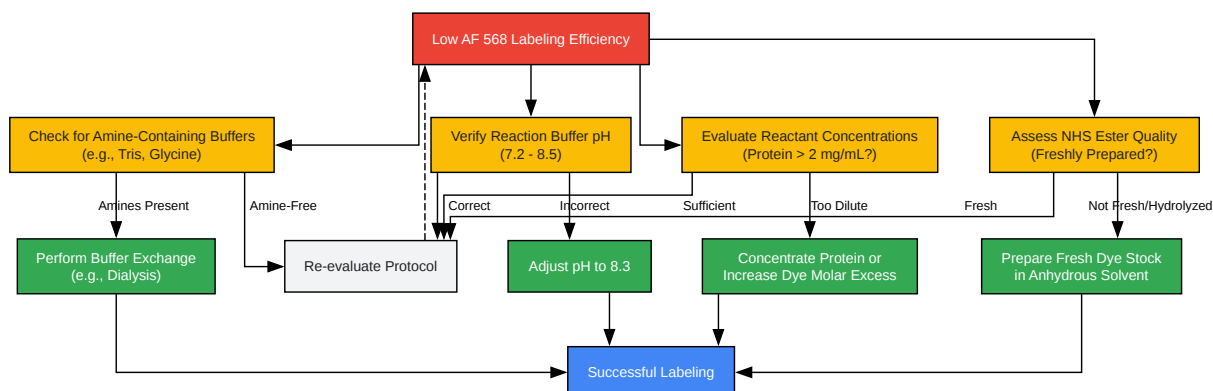 Low AF 568 Labeling Efficiency
Check for Amine-Containing Buffers
(e.g., Tris, Glycine)
Verify Reaction Buffer pH
(7.2 - 8.5)
Evaluate Reactant Concentrations
(Protein > 2 mg/mL?)
Assess NHS Ester Quality
(Freshly Prepared?)
Amines Present
Amine-Free
Correct
Incorrect
Sufficient
Too Dilute
Fresh
Not Fresh/Hydrolyzed
Perform Buffer Exchange
(e.g., Dialysis)
Re-evaluate Protocol
Adjust pH to 8.3
Concentrate Protein or
Increase Dye Molar Excess
Prepare Fresh Dye Stock
in Anhydrous Solvent
Successful Labeling